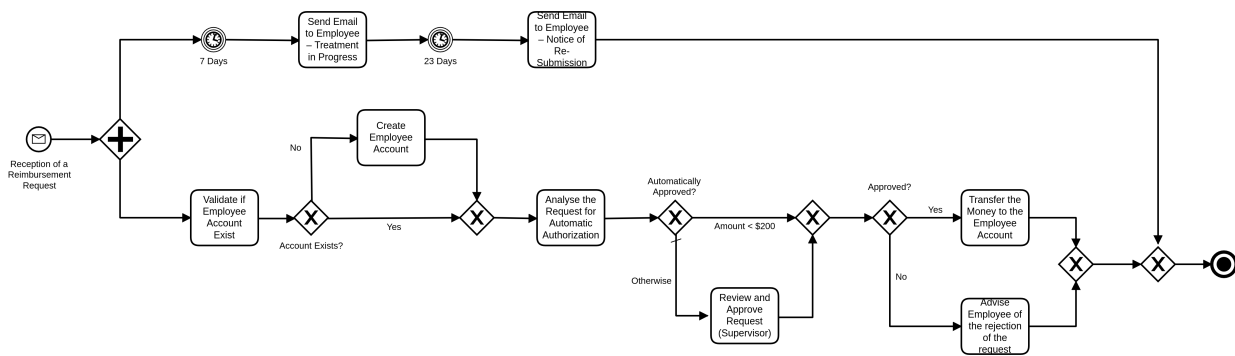 Send Email
to Employee
– Treatment
in Progress
Send Email
to Employee
– Notice of
Re-
Submission
7 Days
23 Days
Reception of a
Reimbursement
Request
No
Create
Employee
Account
Validate if
Employee
Account
Exist
Account Exists?
Yes
Analyse the
Request for
Automatic
Authorization
Automatically
Approved?
Amount < $200
Otherwise
Review and
Approve
Request
(Supervisor)
Approved?
Yes
No
Transfer the
Money to the
Employee
Account
Advise
Employee of
the rejection
of the
request